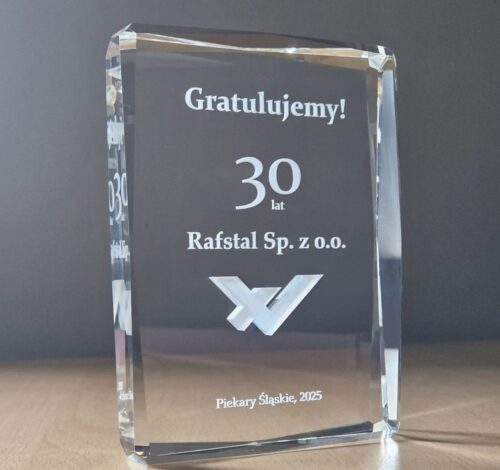 Gratulujemy!
30
lat
Rafstal Sp. z o.o.
Piekary Śląskie, 2025